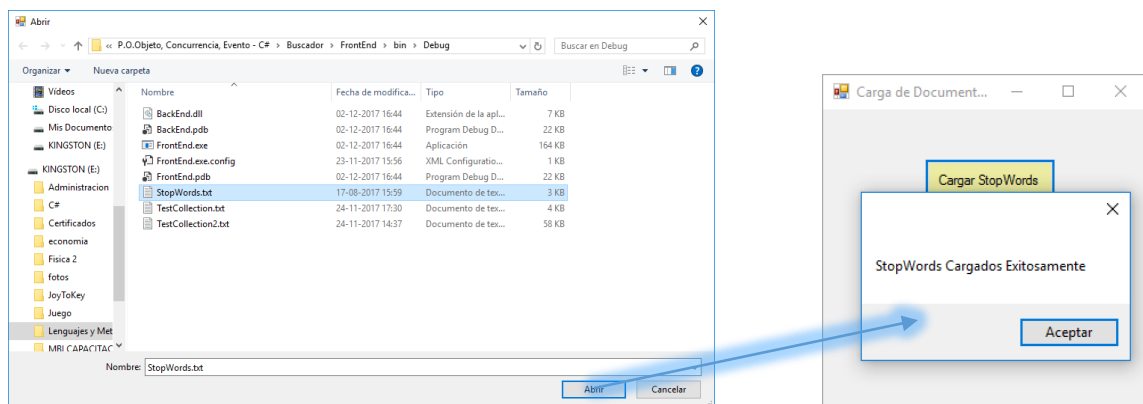 Abrir
« P.O.Objeto, Concurrencia, Evento - C# › Buscador › FrontEnd › bin › Debug
Buscar en Debug
Organizar
Nueva carpeta
Nombre Fecha de modifica... Tipo Tamaño
BackEnd.dll 02-12-2017 16:44 Extensión de la apl... 7 KB
BackEnd.pdb 02-12-2017 16:44 Program Debug D... 22 KB
FrontEnd.exe 02-12-2017 16:44 Aplicación 164 KB
FrontEnd.exe.config 23-11-2017 15:56 XML Configuratio... 1 KB
FrontEnd.pdb 02-12-2017 16:44 Program Debug D... 22 KB
StopWords.txt 17-08-2017 15:59 Documento de tex... 3 KB
TestCollection.txt 24-11-2017 17:30 Documento de tex... 4 KB
TestCollection2.txt 24-11-2017 14:37 Documento de tex... 58 KB
Vídeos
Disco local (C:)
Mis Documento
KINGSTON (E:)
KINGSTON (E:)
Administracion
C#
Certificados
economia
Fisica 2
fotos
JoyToKey
Juego
Lenguajes y Met
MBI CAPACITAC
Nombre: StopWords.txt
Abrir
Cancelar
Carga de Document...
Cargar StopWords
StopWords Cargados Exitosamente
Aceptar